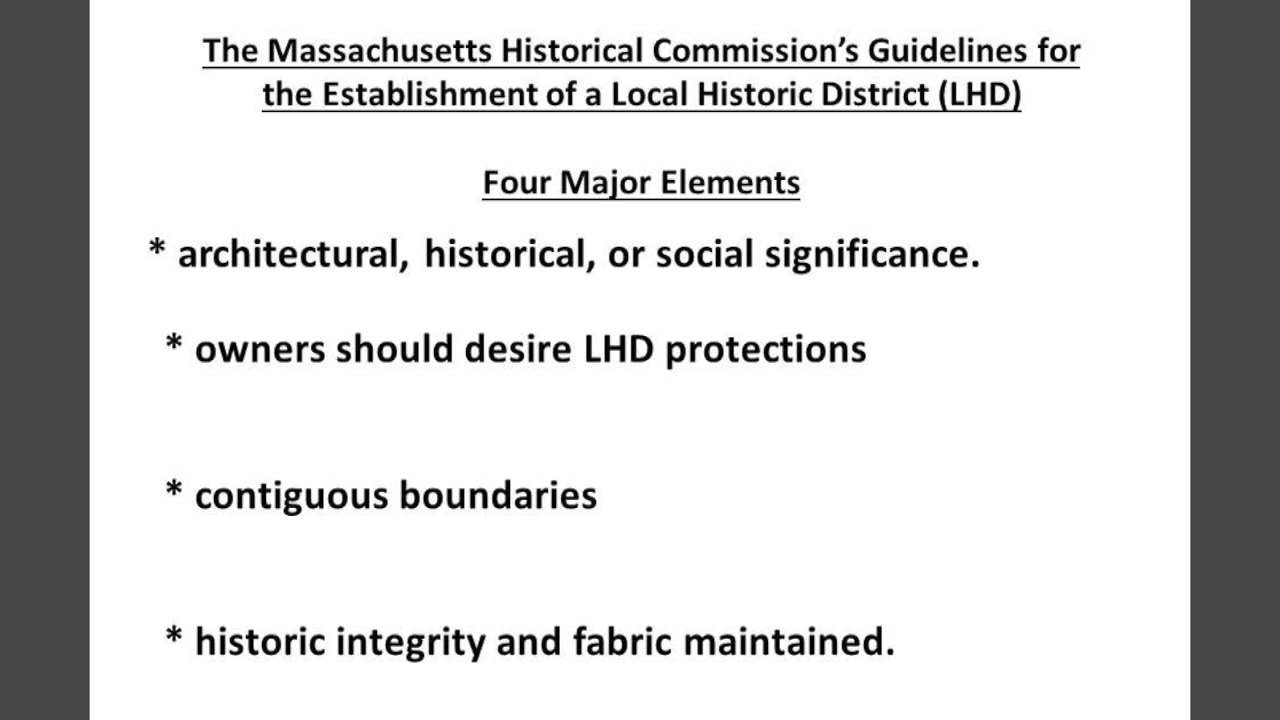 The Massachusetts Historical Commission’s Guidelines for
the Establishment of a Local Historic District (LHD)
Four Major Elements
* architectural, historical, or social significance.
* owners should desire LHD protections
* contiguous boundaries
* historic integrity and fabric maintained.